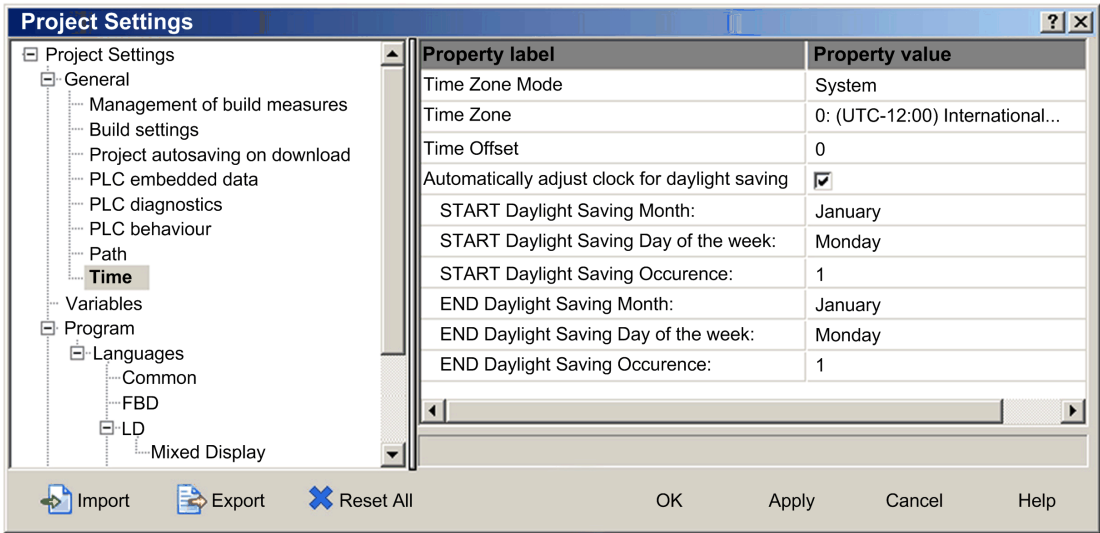 Project Settings
Project Settings
General
Management of build measures
Build settings
Project autosaving on download
PLC embedded data
PLC diagnostics
PLC behaviour
Path
Time
Variables
Program
Languages
Common
FBD
LD
Mixed Display
Property label Property value
Time Zone Mode System
Time Zone 0: (UTC-12:00) International...
Time Offset 0
Automatically adjust clock for daylight saving
START Daylight Saving Month: January
START Daylight Saving Day of the week: Monday
START Daylight Saving Occurence: 1
END Daylight Saving Month: January
END Daylight Saving Day of the week: Monday
END Daylight Saving Occurence: 1
Import Export Reset All OK Apply Cancel Help